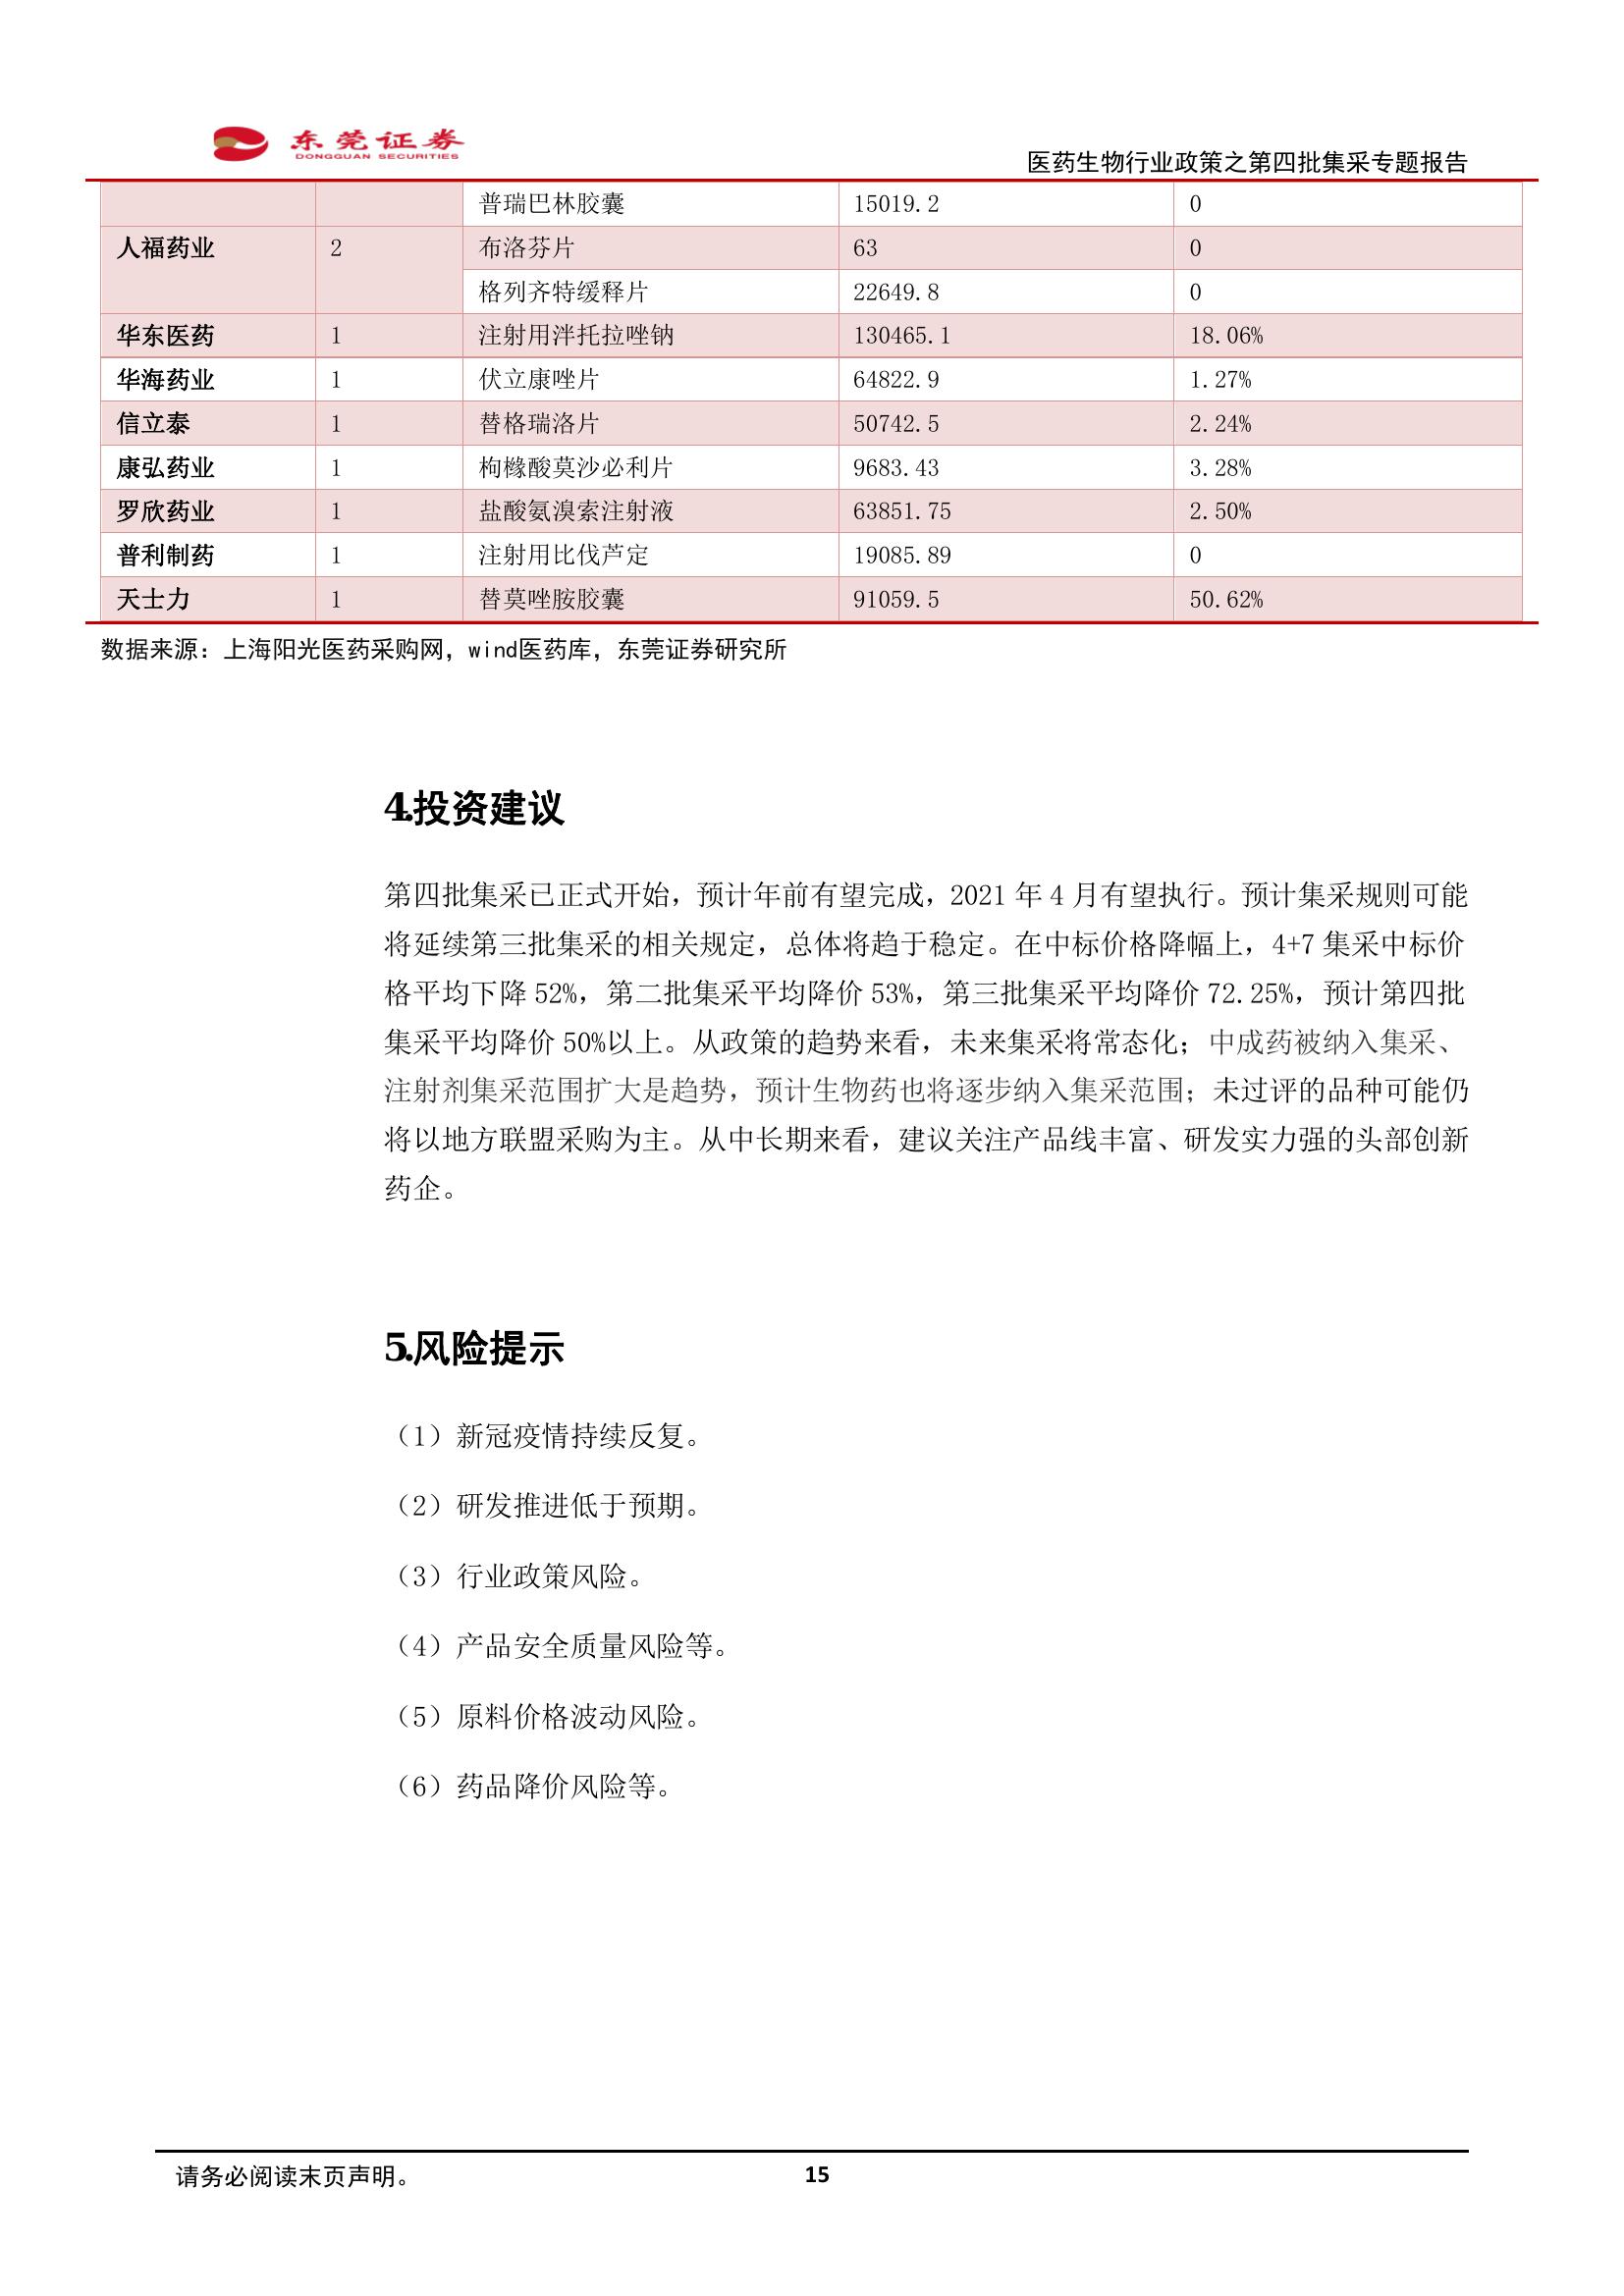 东莞证券
DONGGUAN SECURITIES
医药生物行业政策之第四批集采专题报告
普瑞巴林胶囊 15019.2 0
人福药业 2 布洛芬片 63 0
格列齐特缓释片 22649.8 0
华东医药 1 注射用泮托拉唑钠 130465.1 18.06%
华海药业 1 伏立康唑片 64822.9 1.27%
信立泰 1 替格瑞洛片 50742.5 2.24%
康弘药业 1 枸橼酸莫沙必利片 9683.43 3.28%
罗欣药业 1 盐酸氨溴索注射液 63851.75 2.50%
普利制药 1 注射用比伐芦定 19085.89 0
天士力 1 替莫唑胺胶囊 91059.5 50.62%
数据来源：上海阳光医药采购网，wind医药库，东莞证券研究所
4.投资建议
第四批集采已正式开始，预计年前有望完成，2021 年 4 月有望执行。预计集采规则可能
将延续第三批集采的相关规定，总体将趋于稳定。在中标价格降幅上，4+7 集采中标价
格平均下降 52%，第二批集采平均降价 53%，第三批集采平均降价 72.25%，预计第四批
集采平均降价 50%以上。从政策的趋势来看，未来集采将常态化；中成药被纳入集采、
注射剂集采范围扩大是趋势，预计生物药也将逐步纳入集采范围；未过评的品种可能仍
将以地方联盟采购为主。从中长期来看，建议关注产品线丰富、研发实力强的头部创新
药企。
5.风险提示
（1）新冠疫情持续反复。
（2）研发推进低于预期。
（3）行业政策风险。
（4）产品安全质量风险等。
（5）原料价格波动风险。
（6）药品降价风险等。
请务必阅读末页声明。
15